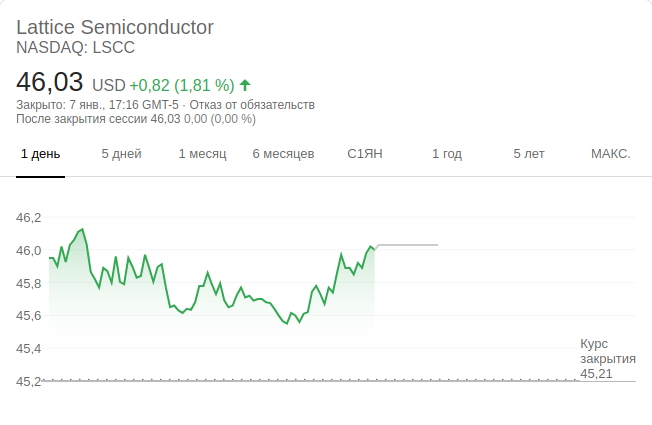 Lattice Semiconductor
NASDAQ: LSCC
46,03 USD +0,82 (1,81 %)
Закрыто: 7 янв., 17:16 GMT-5 · Отказ от обязательств
После закрытия сессии 46,03 0,00 (0,00 %)
1 день 5 дней 1 месяц 6 месяцев С1ЯН 1 год 5 лет МАКС.
46,2
46,0
45,8
45,6
45,4
45,2
Курс
закрытия
45,21